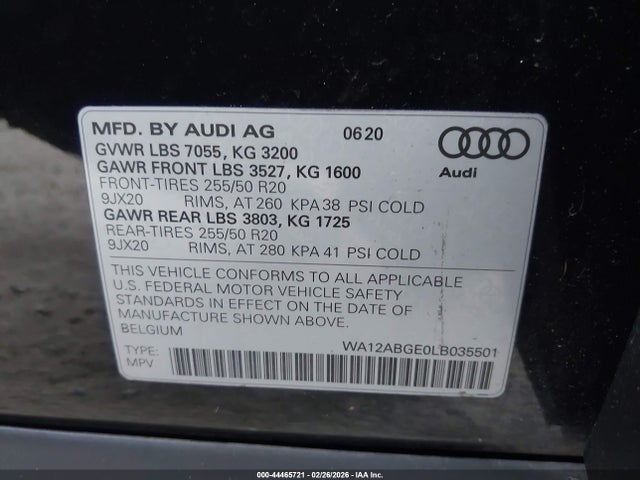 MFD. BY AUDI AG 0620
GVWR LBS 7055, KG 3200
GAWR FRONT LBS 3527, KG 1600
FRONT-TIRES 255/50 R20
9JX20 RIMS, AT 260 KPA 38 PSI COLD
GAWR REAR LBS 3803, KG 1725
REAR-TIRES 255/50 R20
9JX20 RIMS, AT 280 KPA 41 PSI COLD
Audi
THIS VEHICLE CONFORMS TO ALL APPLICABLE
U.S. FEDERAL MOTOR VEHICLE SAFETY
STANDARDS IN EFFECT ON THE DATE OF
MANUFACTURE SHOWN ABOVE.
BELGIUM
WA12ABGE0LB035501
TYPE:
MPV
000-44465721 - 02/26/2026 - IAAI.COM